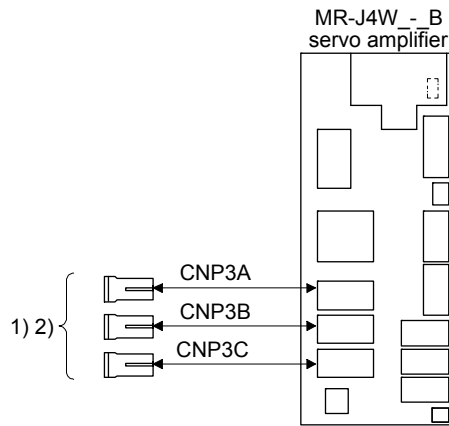 MR-J4W_-_B
servo amplifier
CNP3A
CNP3B
1) 2)
CNP3C